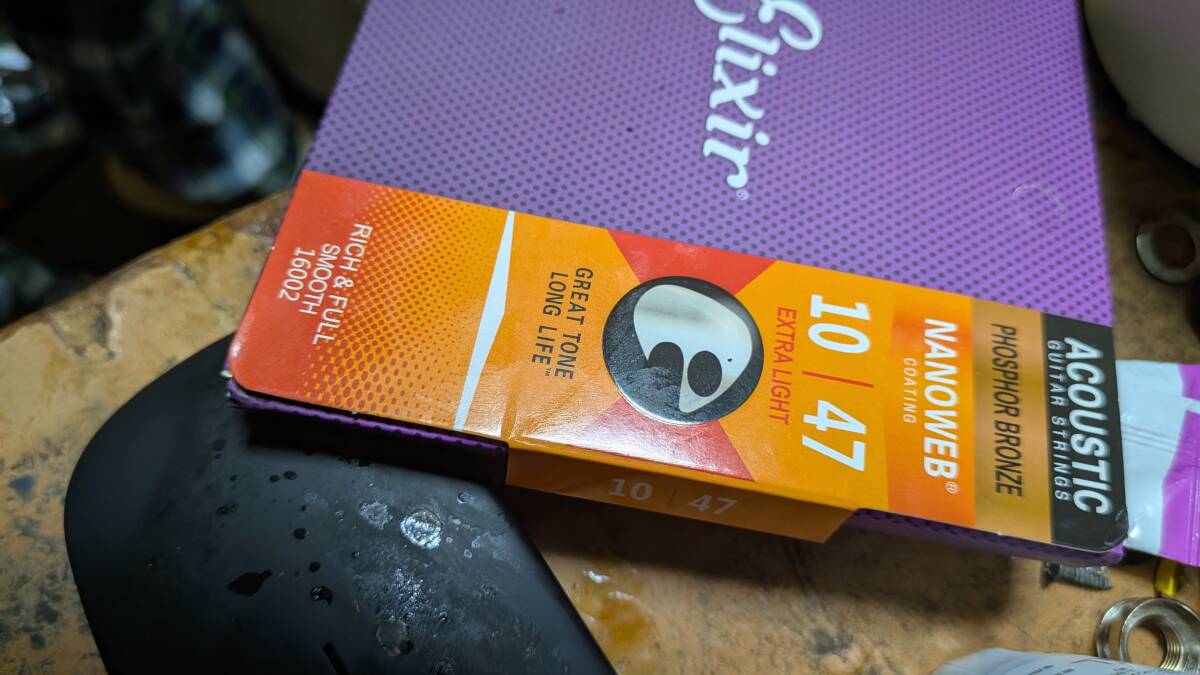 Elixir®
ACOUSTIC
GUITAR STRINGS
PHOSPHOR BRONZE
NANOWEB®
COATING
10 | 47
EXTRA LIGHT
GREAT TONE
LONG LIFE™
RICH & FULL
SMOOTH
16002
10 | 47